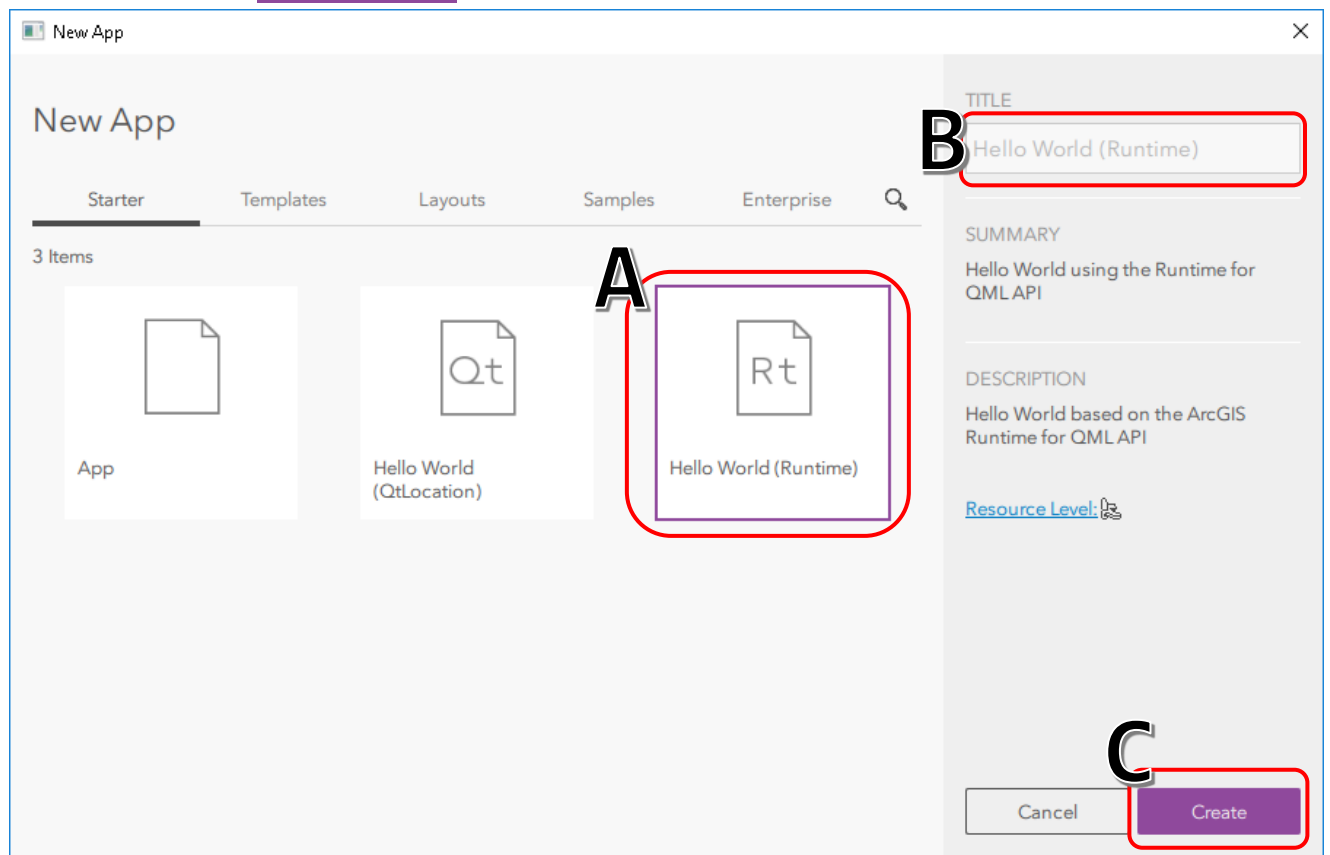 New App
New App
Starter Templates Layouts Samples Enterprise
3 Items
A
App
Qt
Hello World
(QtLocation)
Rt
Hello World (Runtime)
TITLE
B
Hello World (Runtime)
SUMMARY
Hello World using the Runtime for
QML API
DESCRIPTION
Hello World based on the ArcGIS
Runtime for QML API
Resource Level:
C
Cancel Create